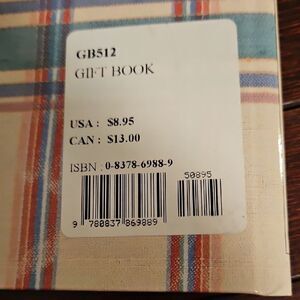 GB512
GIFT BOOK
USA : $8.95
CAN : $13.00
ISBN : 0-8378-6988-9
50895
9 780837 869889